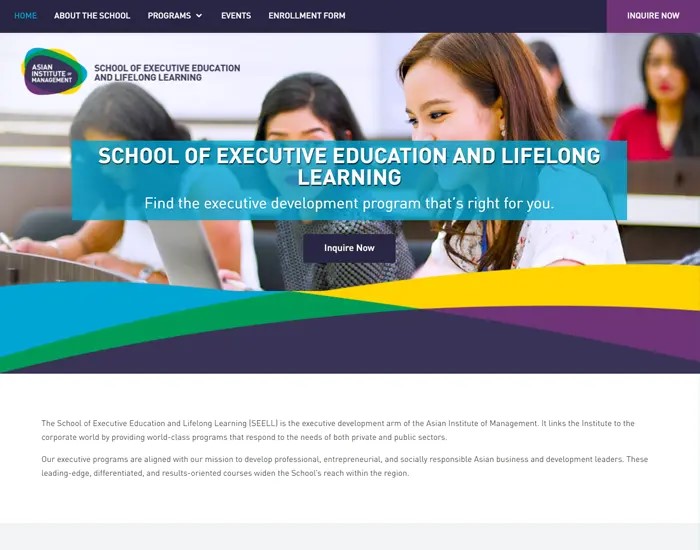 HOME ABOUT THE SCHOOL PROGRAMS EVENTS ENROLLMENT FORM INQUIRE NOW
ASIAN
INSTITUTE OF
MANAGEMENT
SCHOOL OF EXECUTIVE EDUCATION
AND LIFELONG LEARNING
SCHOOL OF EXECUTIVE EDUCATION AND LIFELONG
LEARNING
Find the executive development program that's right for you.
Inquire Now
The School of Executive Education and Lifelong Learning (SEELL) is the executive development arm of the Asian Institute of Management. It links the Institute to the
corporate world by providing world-class programs that respond to the needs of both private and public sectors.
Our executive programs are aligned with our mission to develop professional, entrepreneurial, and socially responsible Asian business and development leaders. These
leading-edge, differentiated, and results-oriented courses widen the School's reach within the region.